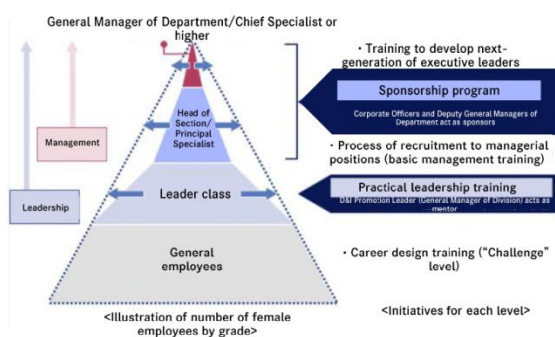 General Manager of Department/Chief Specialist or
higher
Management
Leadership
Head of
Section/
Principal
Specialist
Leader class
General
employees
<Illustration of number of female
employees by grade>
・Training to develop next-
generation of executive leaders
Sponsorship program
Corporate Officers and Deputy General Managers of
Department act as sponsors
・Process of recruitment to managerial
positions (basic management training)
Practical leadership training
D&I Promotion Leader (General Manager of Division) acts as
mentor
・Career design training ("Challenge"
level)
<Initiatives for each level>